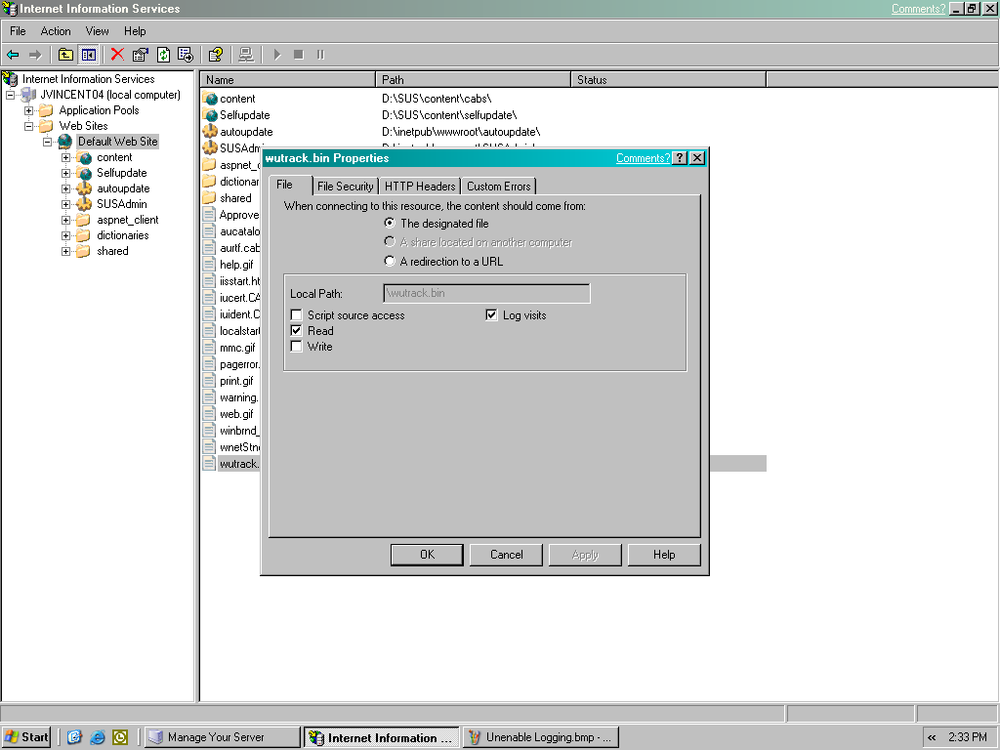 Internet Information Services Comments?
File Action View Help
Internet Information Services
JVINCENT04 (local computer)
Application Pools
Web Sites
Default Web Site
content
Selfupdate
autoupdate
SUSAdmin
aspnet_client
dictionaries
shared
Name Path Status
content D:\SUS\content\cabs\
Selfupdate D:\SUS\content\selfupdate\
autoupdate D:\inetpub\wwwroot\autoupdate\
SUSAdm
aspnet_c
dictionar
shared
Approve
aucatalo
aurtf.cab
help.gif
iisstart.ht
iucert.CA
iuident.C
localstart
mmc.gif
pagerror.
print.gif
warning.
web.gif
winbrnd_
wnetStnd
wutrack.
wutrack.bin Properties Comments? ?
File File Security HTTP Headers Custom Errors
When connecting to this resource, the content should come from:
The designated file
A share located on another computer
A redirection to a URL
Local Path: \wutrack.bin
Script source access Log visits
Read
Write
OK Cancel Apply Help
Start Manage Your Server Internet Information ... Unenable Logging.bmp - ... « 2:33 PM